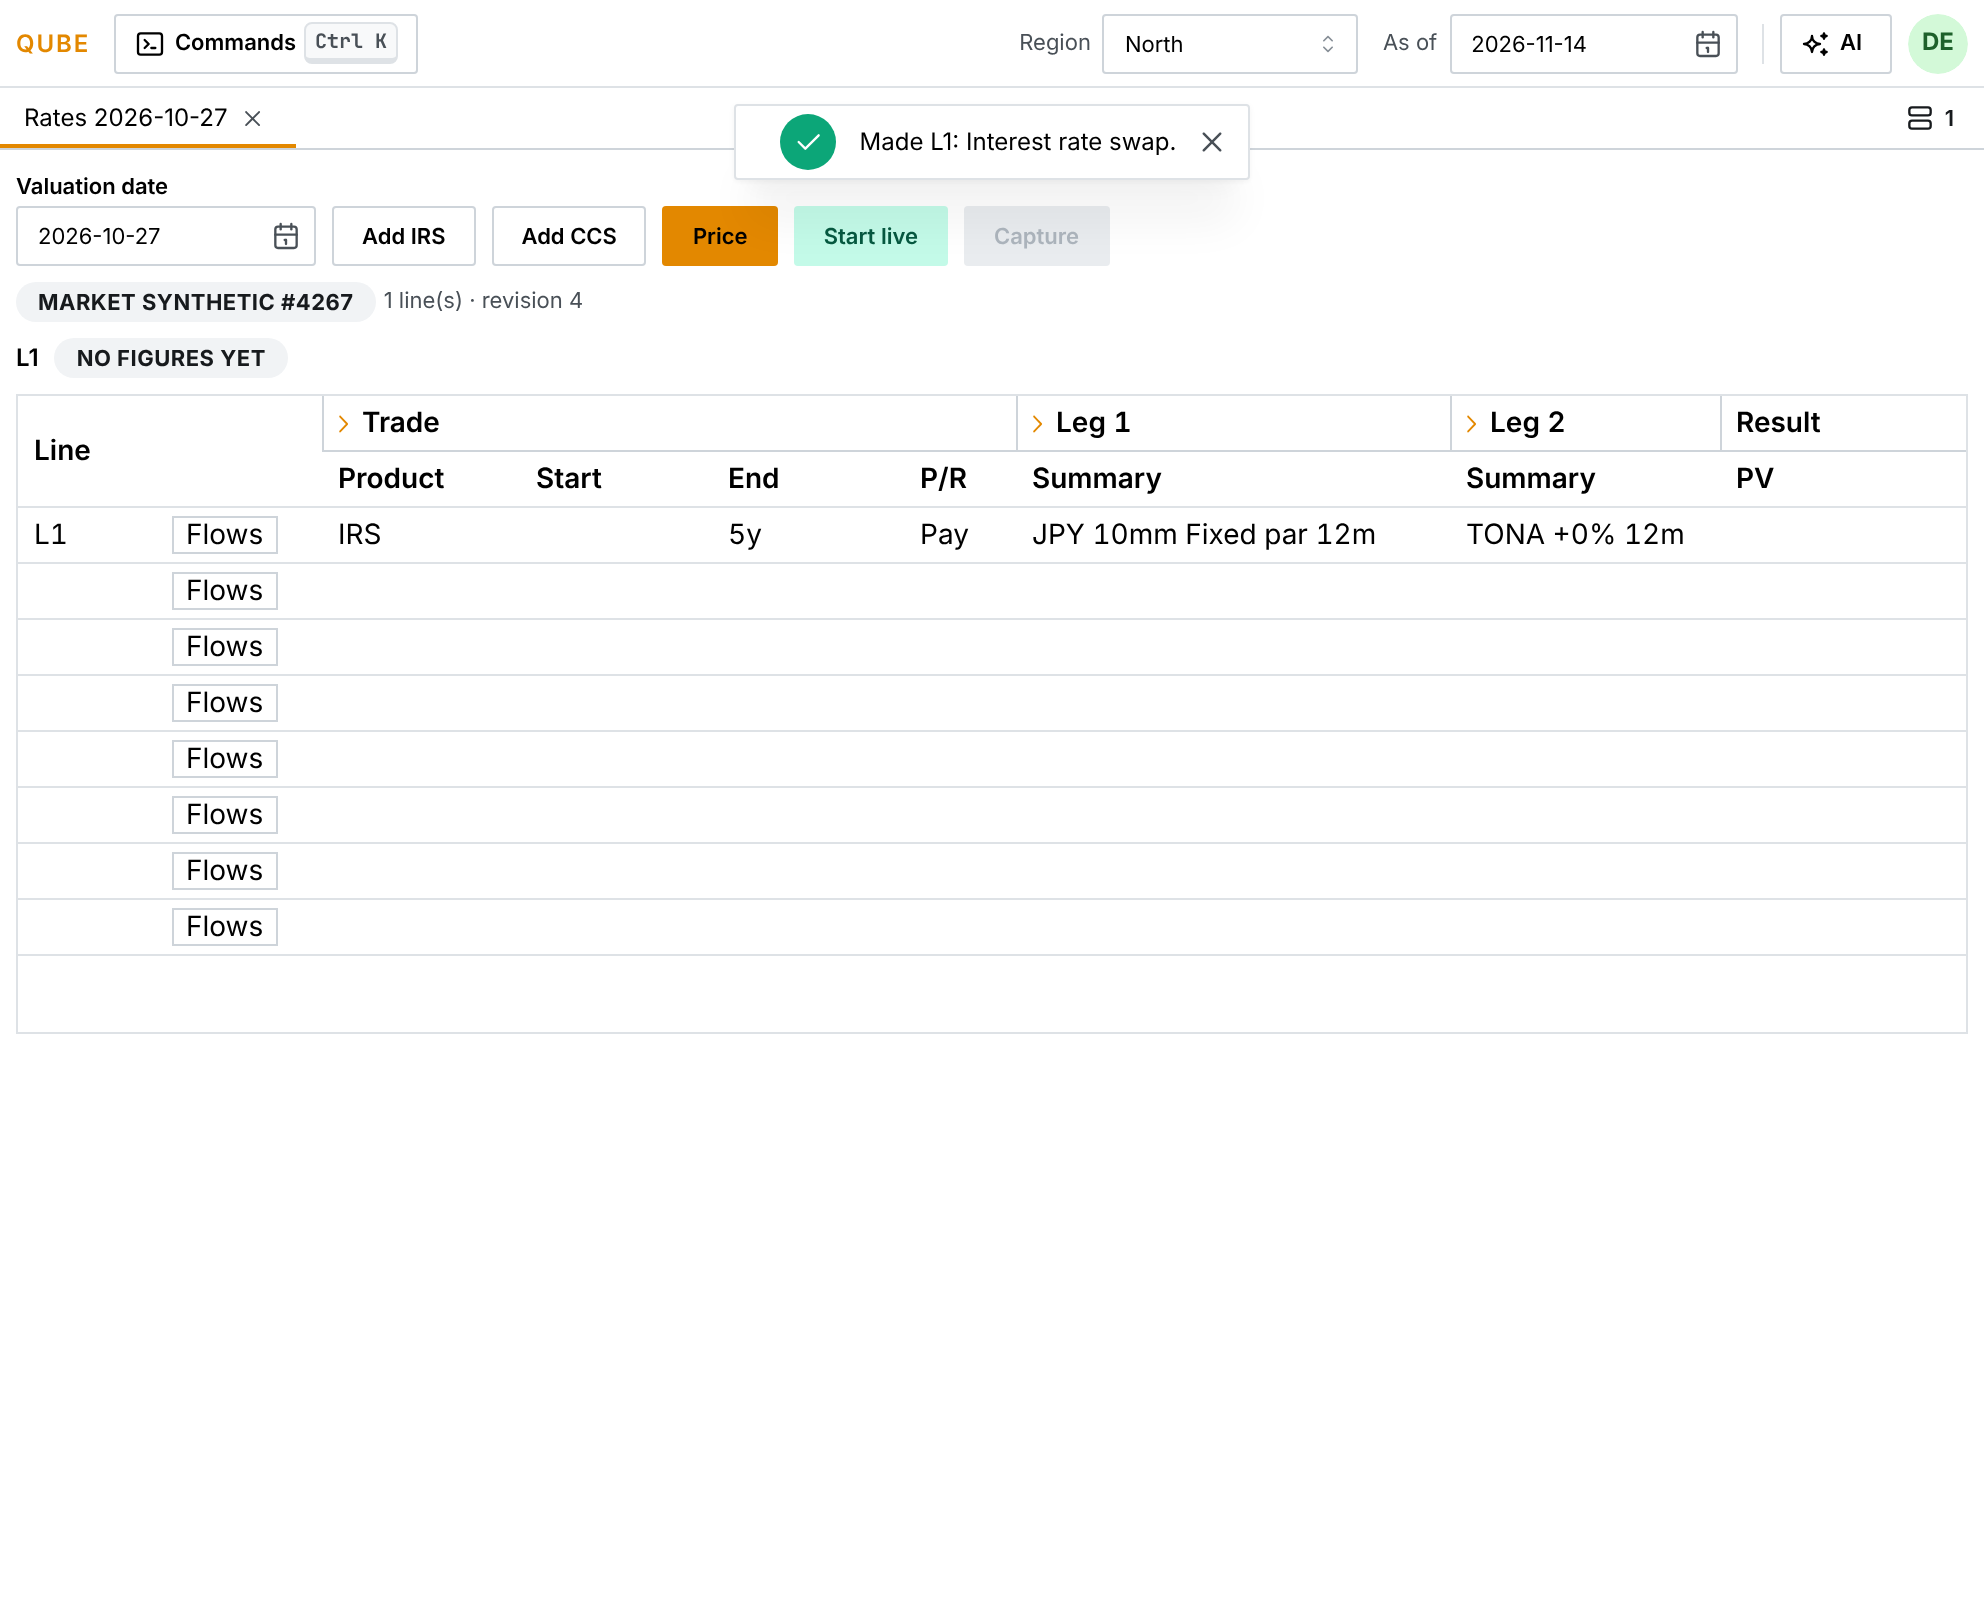 QUBE Commands Ctrl K Region North As of 2026-11-14 AI DE
Rates 2026-10-27 1
Made L1: Interest rate swap.
Valuation date
2026-10-27 Add IRS Add CCS Price Start live Capture
MARKET SYNTHETIC #4267 1 line(s) · revision 4
L1 NO FIGURES YET
Line Trade Leg 1 Leg 2 Result
Product Start End P/R Summary Summary PV
L1 Flows IRS 5y Pay JPY 10mm Fixed par 12m TONA +0% 12m
Flows
Flows
Flows
Flows
Flows
Flows
Flows